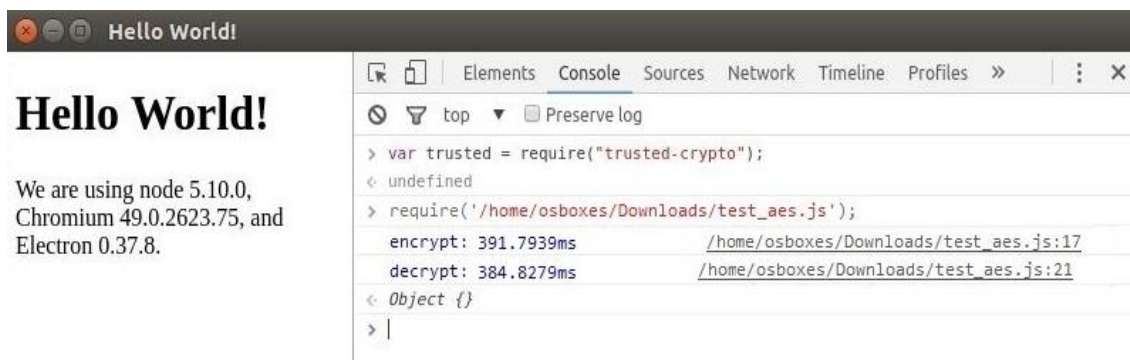 Hello World!
Hello World!
We are using node 5.10.0,
Chromium 49.0.2623.75, and
Electron 0.37.8.
Elements Console Sources Network Timeline Profiles »
top ▼ Preserve log
> var trusted = require("trusted-crypto");
< undefined
> require('/home/osboxes/Downloads/test_aes.js');
encrypt: 391.7939ms /home/osboxes/Downloads/test_aes.js:17
decrypt: 384.8279ms /home/osboxes/Downloads/test_aes.js:21
< Object {}
>